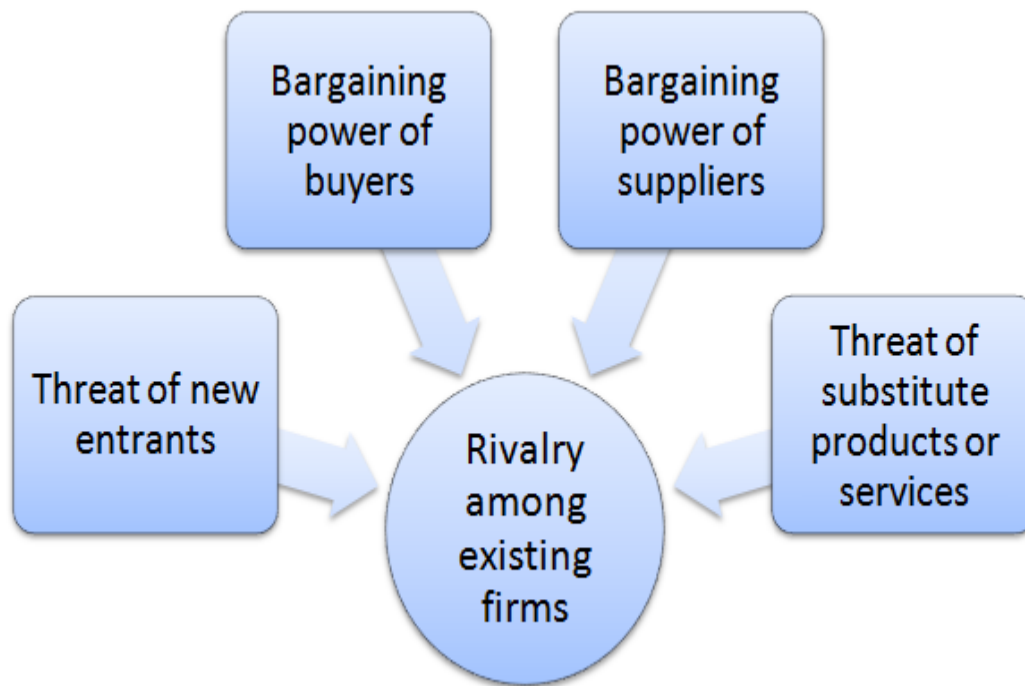 Bargaining
power of
buyers
Bargaining
power of
suppliers
Threat of new
entrants
Threat of
substitute
products or
services
Rivalry
among
existing
firms